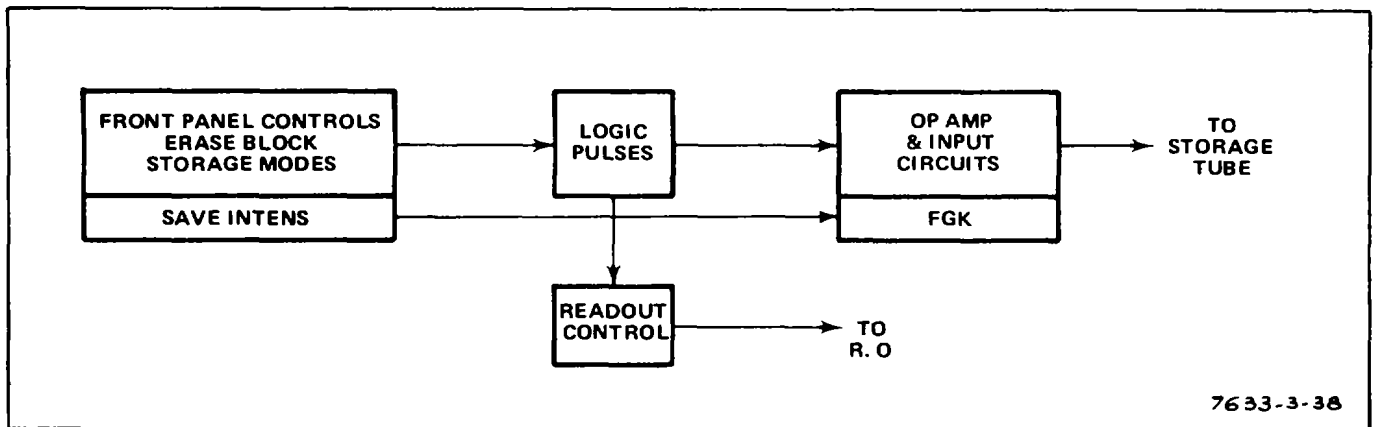 FRONT PANEL CONTROLS
ERASE BLOCK
STORAGE MODES
SAVE INTENS
LOGIC
PULSES
OP AMP
& INPUT
CIRCUITS
FGK
TO
STORAGE
TUBE
READOUT
CONTROL
TO
R. O
7633-3-38